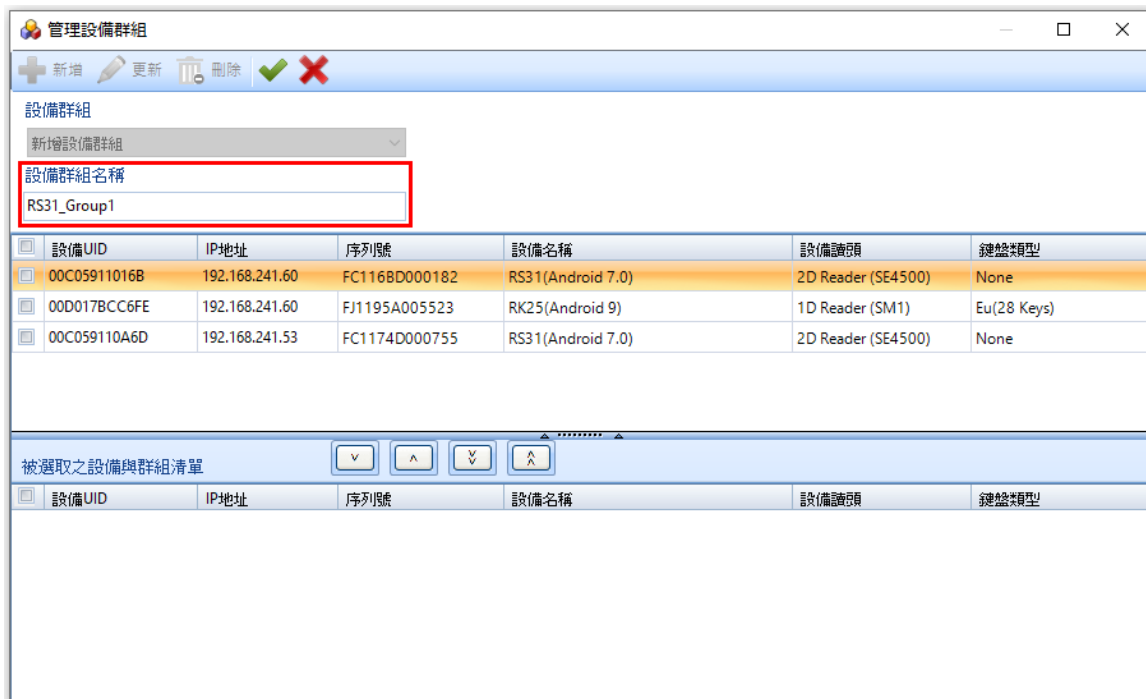 管理設備群組
新增 更新 刪除
設備群組
新增設備群組
設備群組名稱
RS31_Group1
設備UID IP地址 序列號 設備名稱 設備讀頭 鍵盤類型
00C05911016B 192.168.241.60 FC116BD000182 RS31(Android 7.0) 2D Reader (SE4500) None
00D017BCC6FE 192.168.241.60 FJ1195A005523 RK25(Android 9) 1D Reader (SM1) Eu(28 Keys)
00C059110A6D 192.168.241.53 FC1174D000755 RS31(Android 7.0) 2D Reader (SE4500) None
被選取之設備與群組清單
設備UID IP地址 序列號 設備名稱 設備讀頭 鍵盤類型